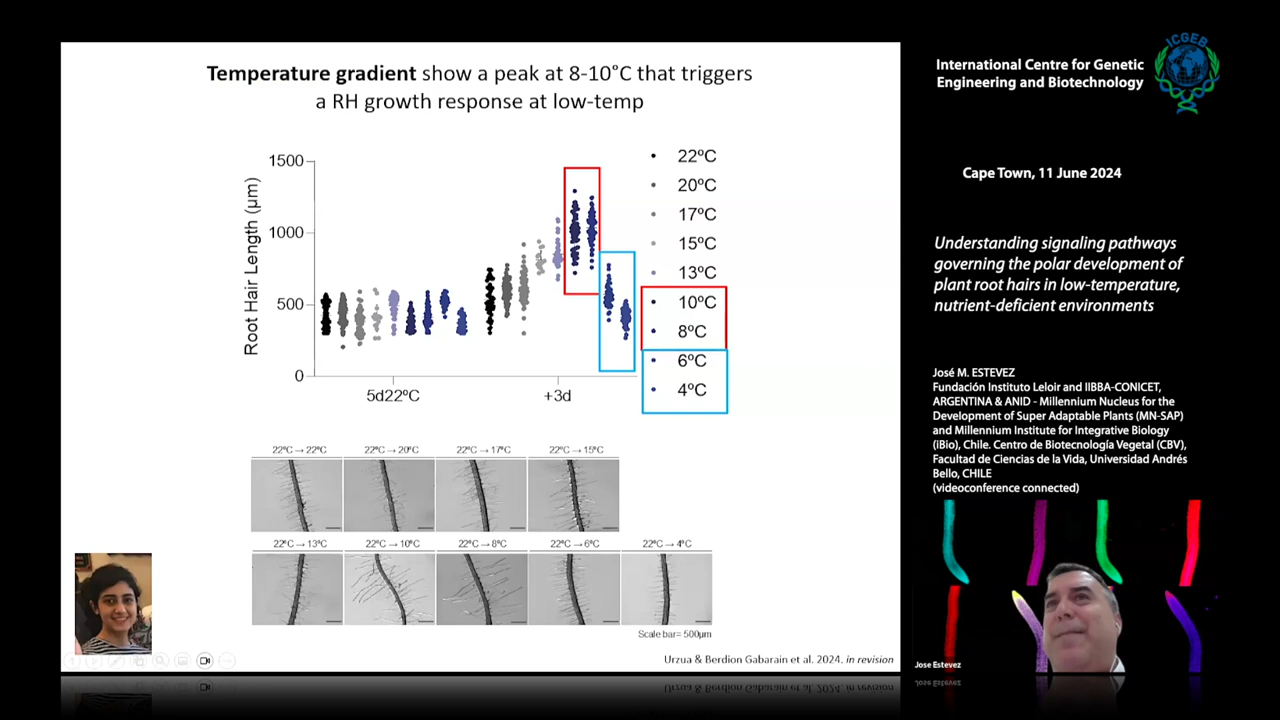 Temperature gradient show a peak at 8-10°C that triggers
a RH growth response at low-temp
Root Hair Length (µm)
1500
1000
500
0
5d22ºC
+3d
22ºC
20ºC
17ºC
15ºC
13ºC
10ºC
8ºC
6ºC
4ºC
22ºC → 22ºC
22ºC → 20ºC
22ºC → 17ºC
22ºC → 15ºC
22ºC → 13ºC
22ºC → 10ºC
22ºC → 8ºC
22ºC → 6ºC
22ºC → 4ºC
Scale bar= 500µm
Urzua & Berdion Gabarain et al. 2024, in revision
International Centre for Genetic
Engineering and Biotechnology
ICGEB
Cape Town, 11 June 2024
Understanding signaling pathways
governing the polar development of
plant root hairs in low-temperature,
nutrient-deficient environments
José M. ESTEVEZ
Fundación Instituto Leloir and IIBBA-CONICET,
ARGENTINA & ANID - Millennium Nucleus for the
Development of Super Adaptable Plants (MN-SAP)
and Millennium Institute for Integrative Biology
(iBio), Chile. Centro de Biotecnología Vegetal (CBV),
Facultad de Ciencias de la Vida, Universidad Andrés
Bello, CHILE
(videoconference connected)
Jose Estevez